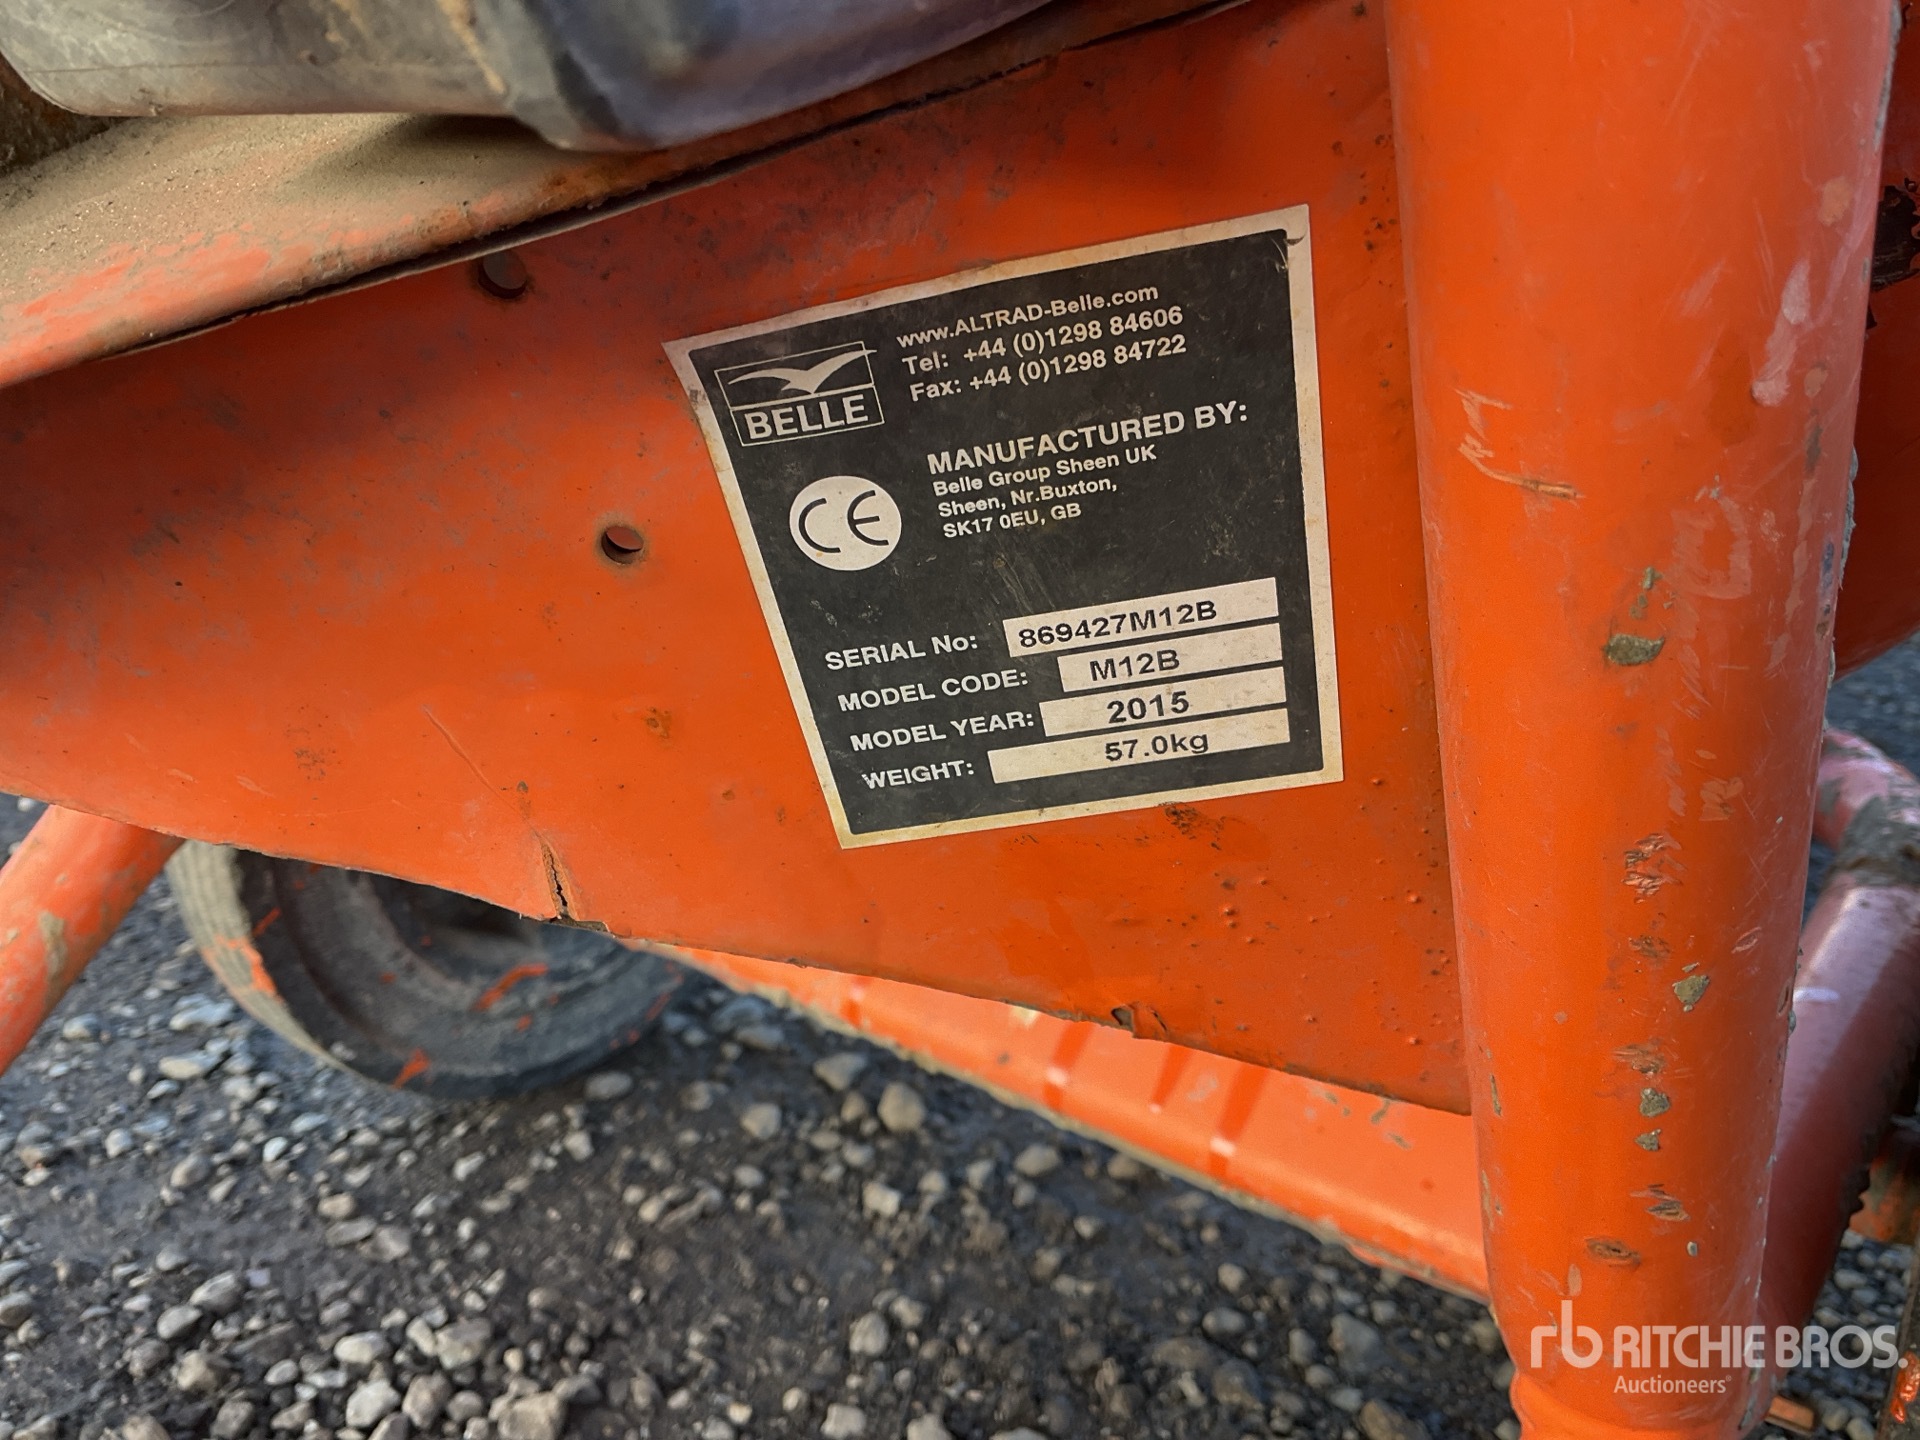 BELLE
www.ALTRAD-Belle.com
Tel: +44 (0)1298 84606
Fax: +44 (0)1298 84722
CE
MANUFACTURED BY:
Belle Group Sheen UK
Sheen, Nr.Buxton,
SK17 0EU, GB
SERIAL No: 869427M12B
MODEL CODE: M12B
MODEL YEAR: 2015
WEIGHT: 57.0kg
rb RITCHIE BROS.
Auctioneers